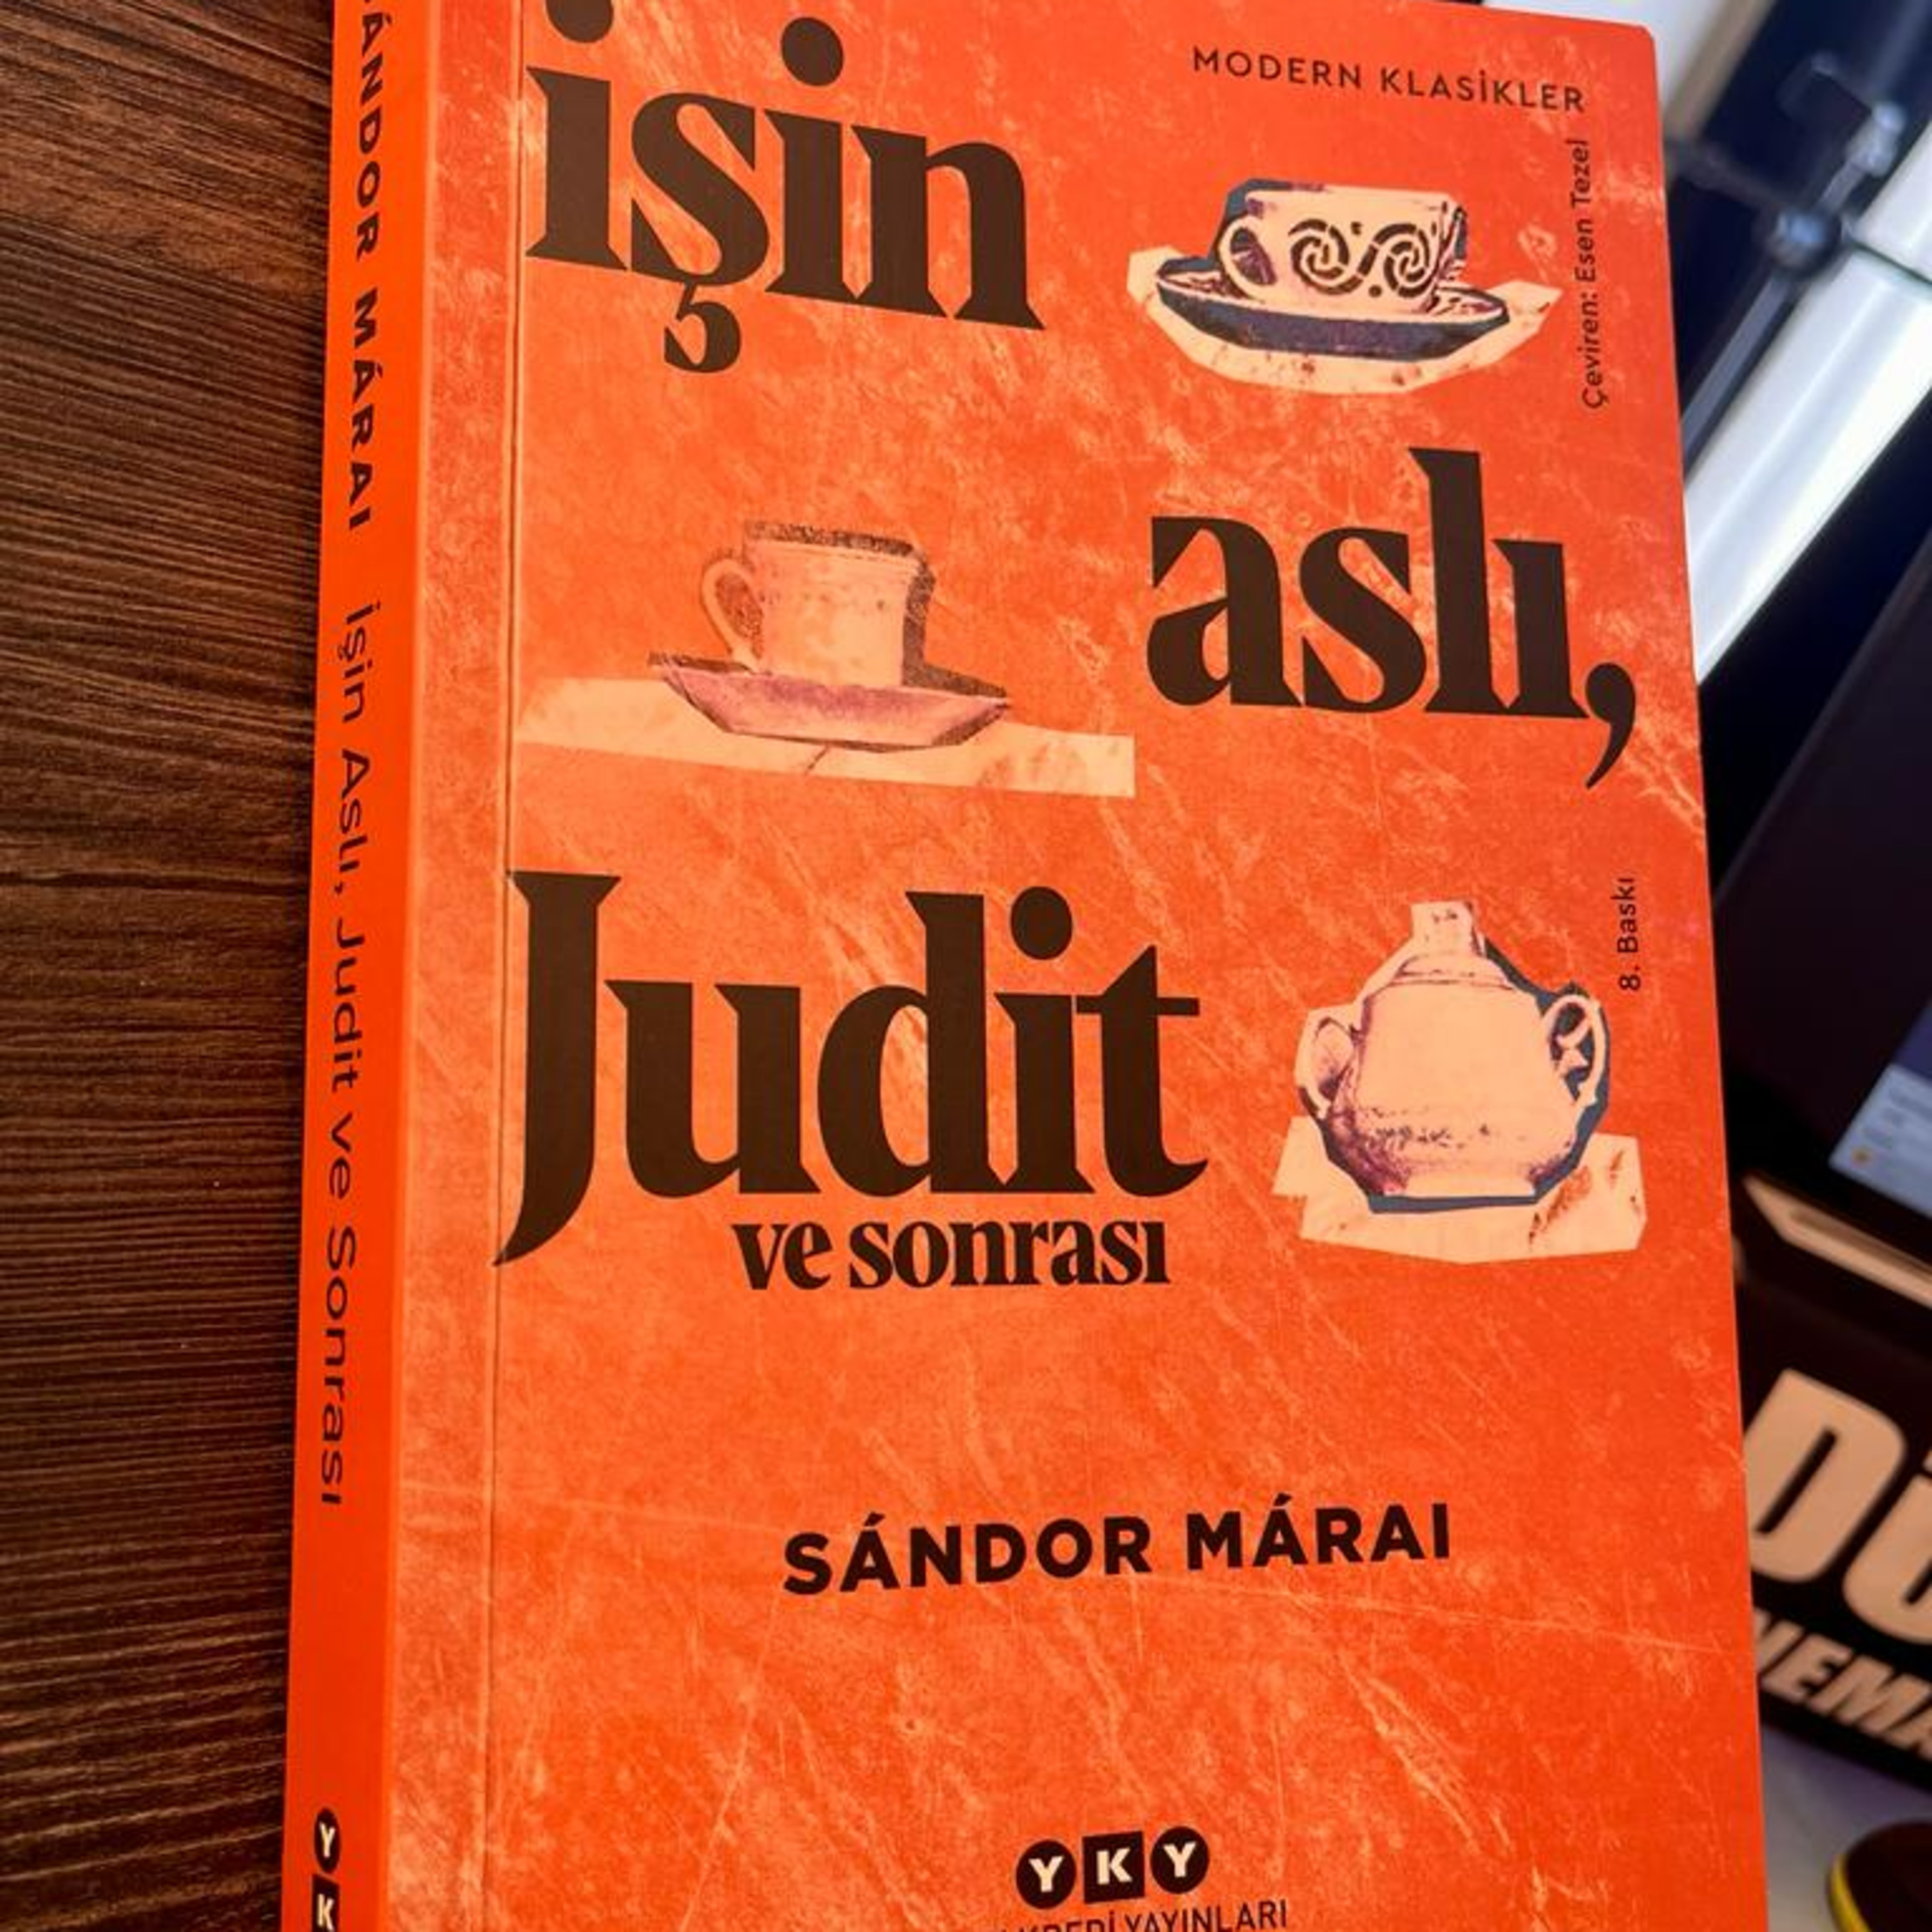 MODERN KLASİKLER
işin
Çeviren: Esen Tezel
aslı,
Judit
8. Baskı
ve sonrası
SÁNDOR MÁRAI
YKY
YAYINLARI
MÁRAI İşin Aslı, Judit ve Sonrası
Y
K